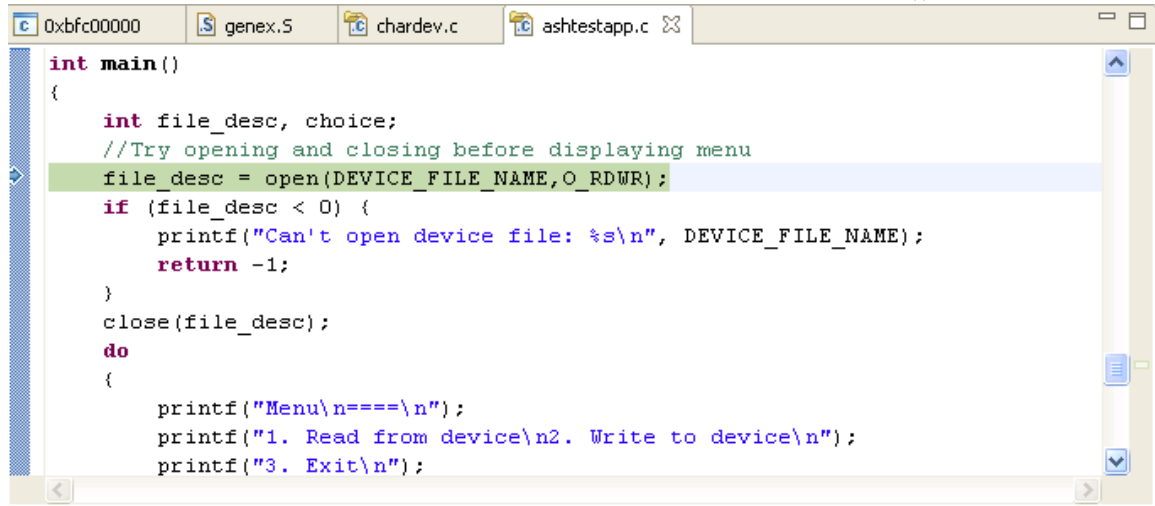 0xbfc00000 genex.S chardev.c ashtestapp.c
int main()
{
int file_desc, choice;
//Try opening and closing before displaying menu
file_desc = open(DEVICE_FILE_NAME,O_RDWR);
if (file_desc < 0) {
printf("Can't open device file: %s\n", DEVICE_FILE_NAME);
return -1;
}
close(file_desc);
do
{
printf("Menu\n====\n");
printf("1. Read from device\n2. Write to device\n");
printf("3. Exit\n");